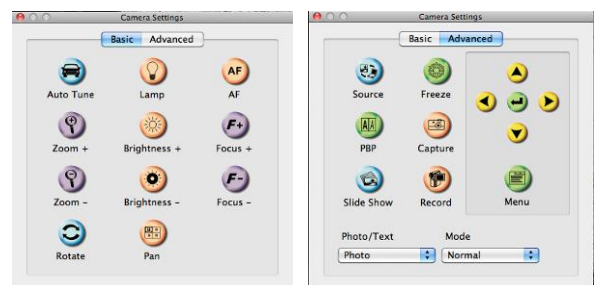 Camera Settings
Basic Advanced
AF
Auto Tune Lamp AF
F+
Zoom + Brightness + Focus +
F-
Zoom - Brightness - Focus -
Rotate Pan
Camera Settings
Basic Advanced
Source Freeze
AA
PBP Capture
Slide Show Record Menu
Photo/Text Mode
Photo Normal